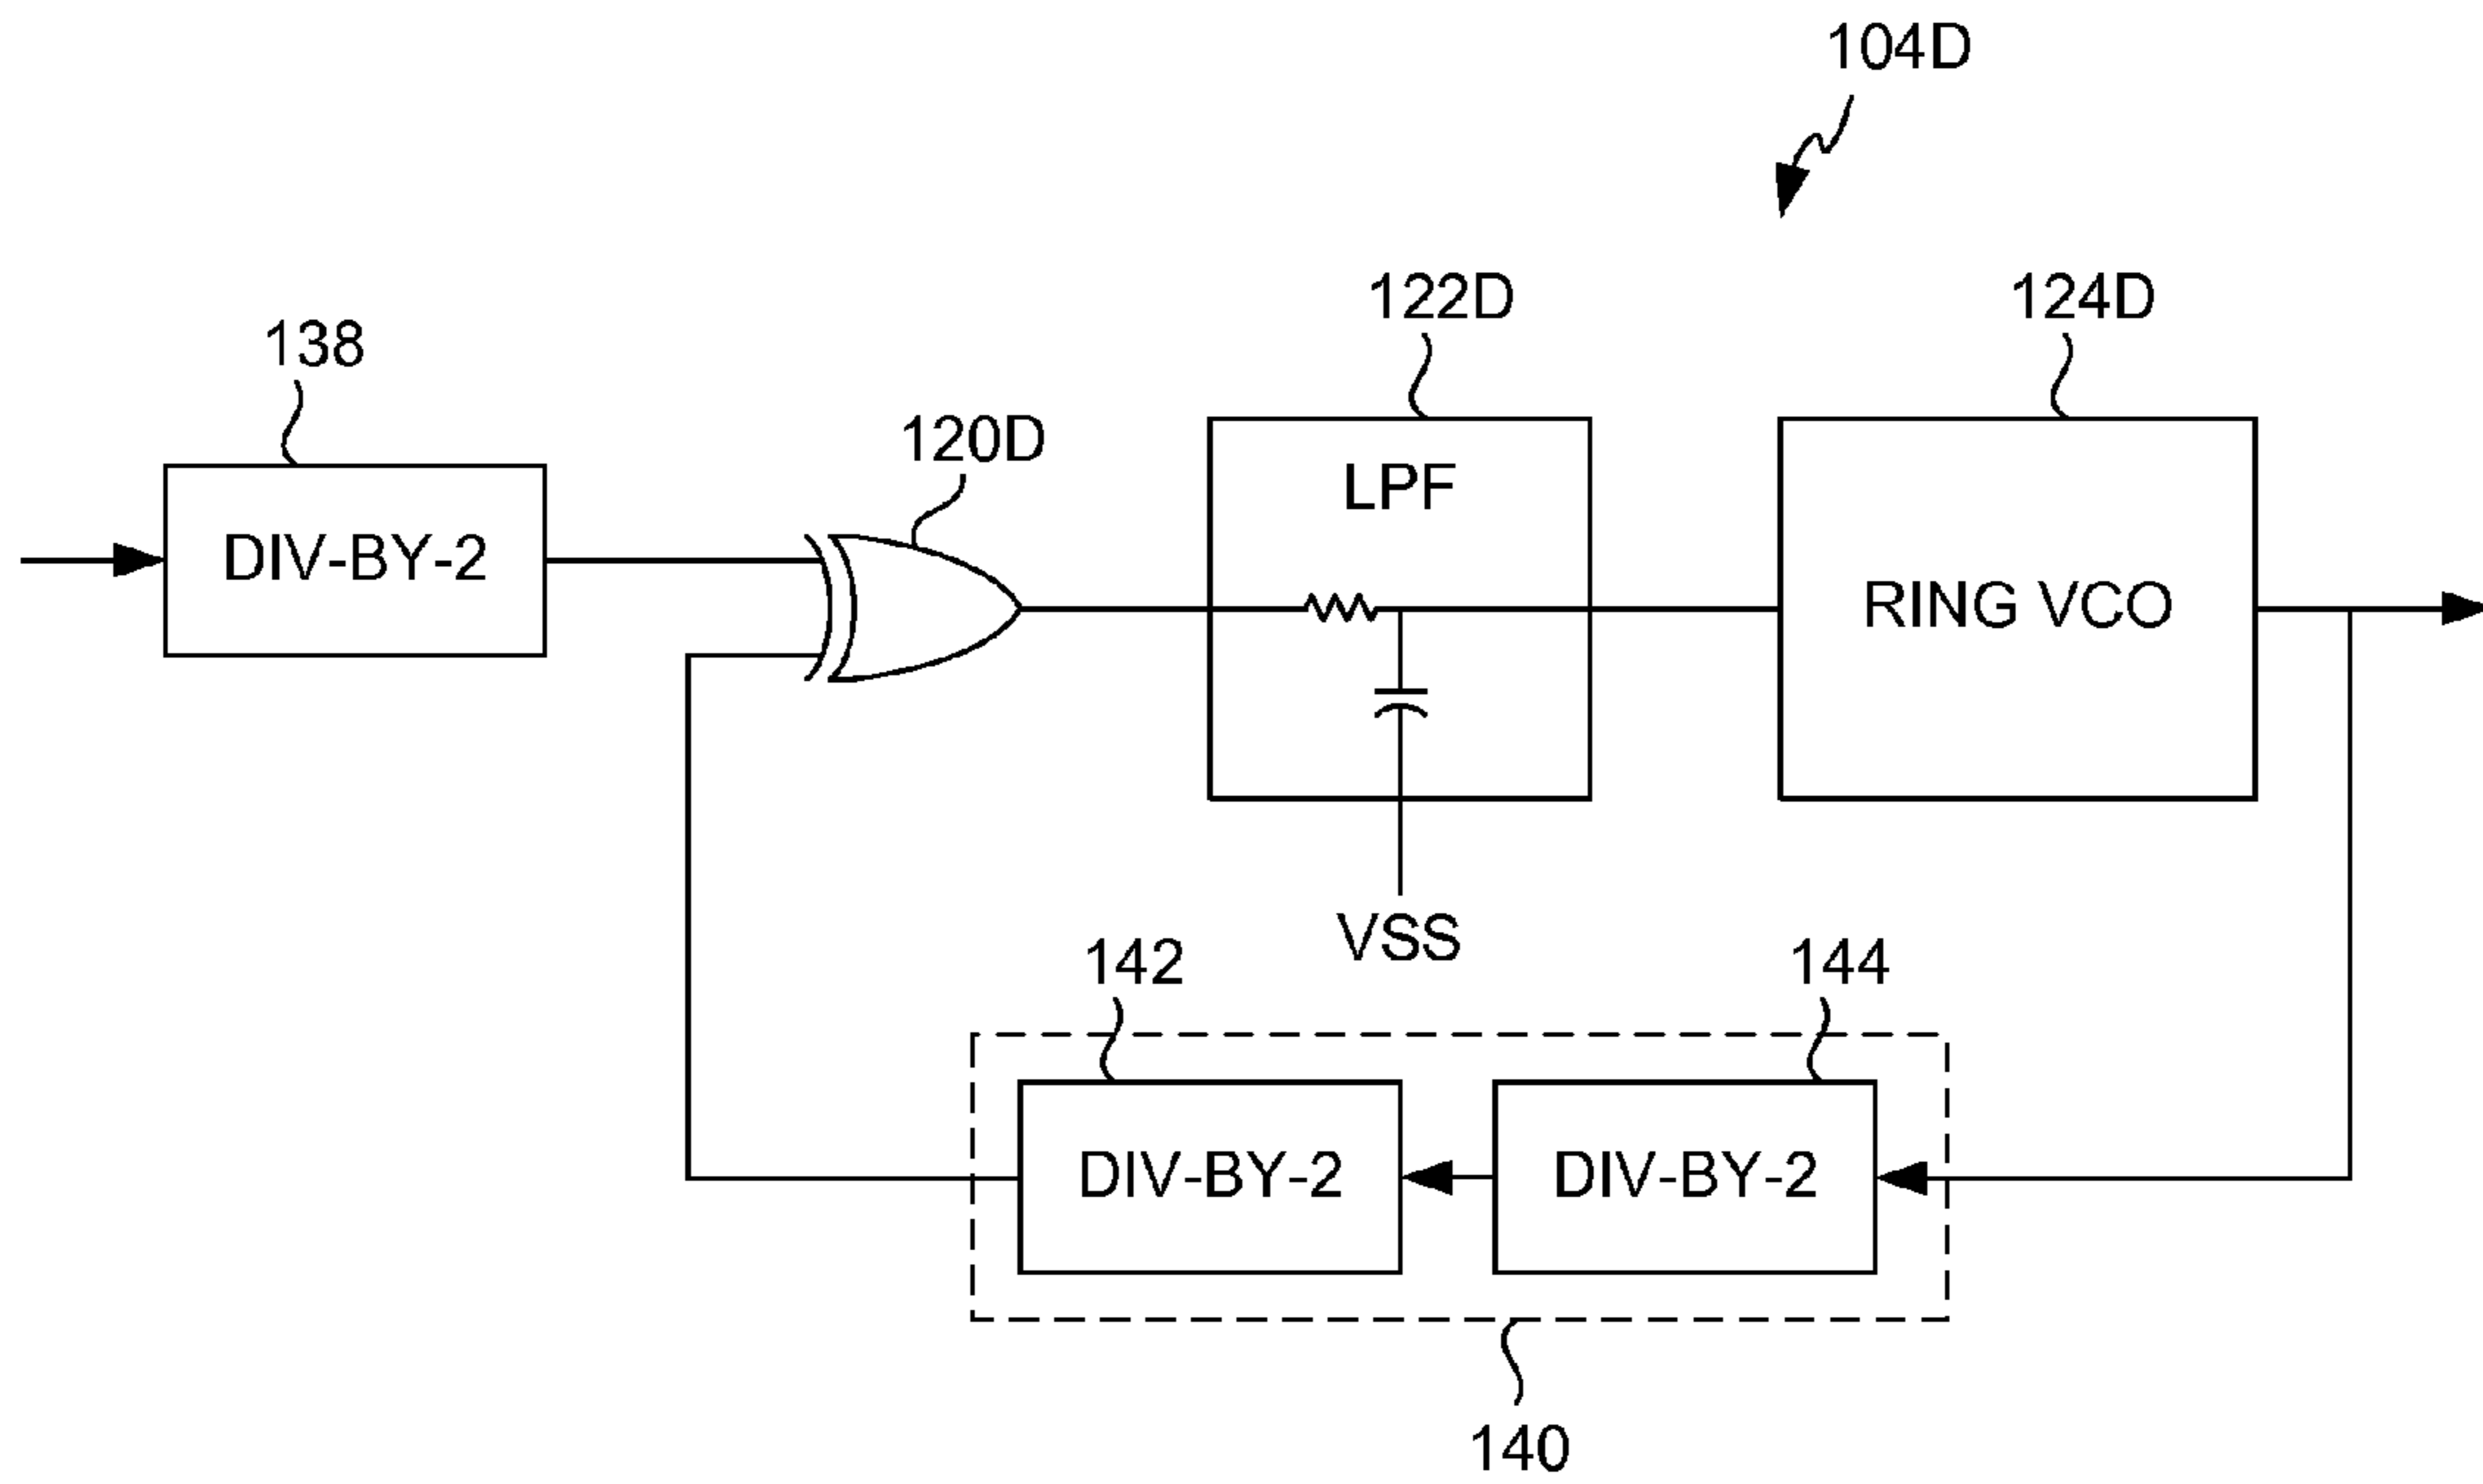 104D
138
120D
122D
124D
DIV-BY-2
LPF
RING VCO
VSS
142
144
DIV-BY-2
DIV-BY-2
140